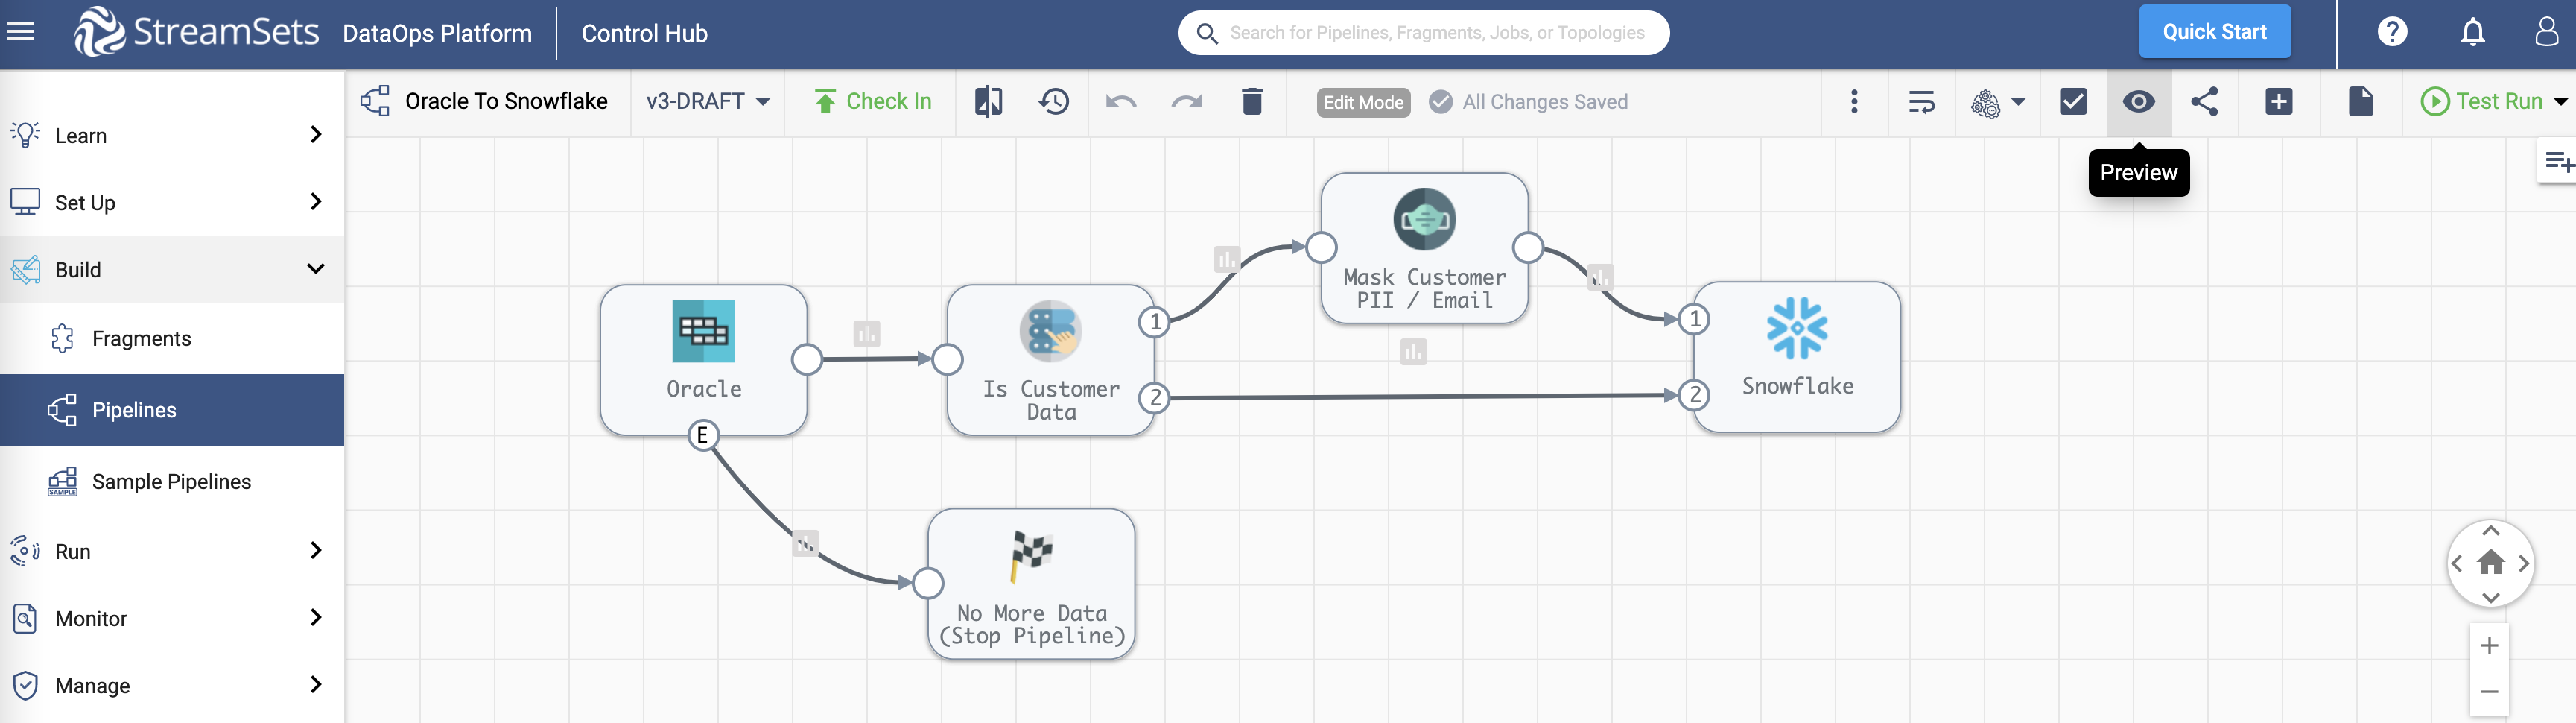 StreamSets DataOps Platform Control Hub
Search for Pipelines, Fragments, Jobs, or Topologies
Quick Start
?
Learn
Set Up
Build
Fragments
Pipelines
Sample Pipelines
SAMPLE
Run
Monitor
Manage
Oracle To Snowflake
v3-DRAFT
Check In
Edit Mode
All Changes Saved
Test Run
Preview
Oracle
E
Is Customer
Data
1
2
Mask Customer
PII / Email
1
2
Snowflake
No More Data
(Stop Pipeline)
+
−